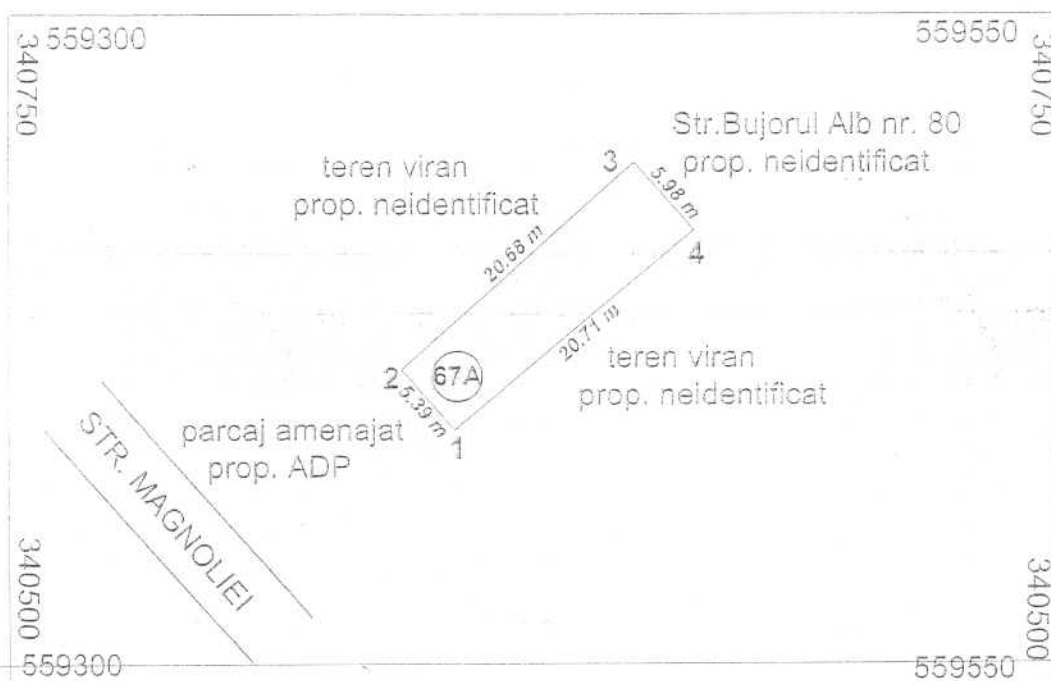 559300
559550
340750
340750
Str.Bujorul Alb nr. 80
prop. neidentificat
teren viran
prop. neidentificat
3
5.98 m
4
20.68 m
20.71 m
teren viran
prop. neidentificat
2
67A
5.39 m
1
parcaj amenajat
prop. ADP
STR. MAGNOLIEI
340500
340500
559300
559550